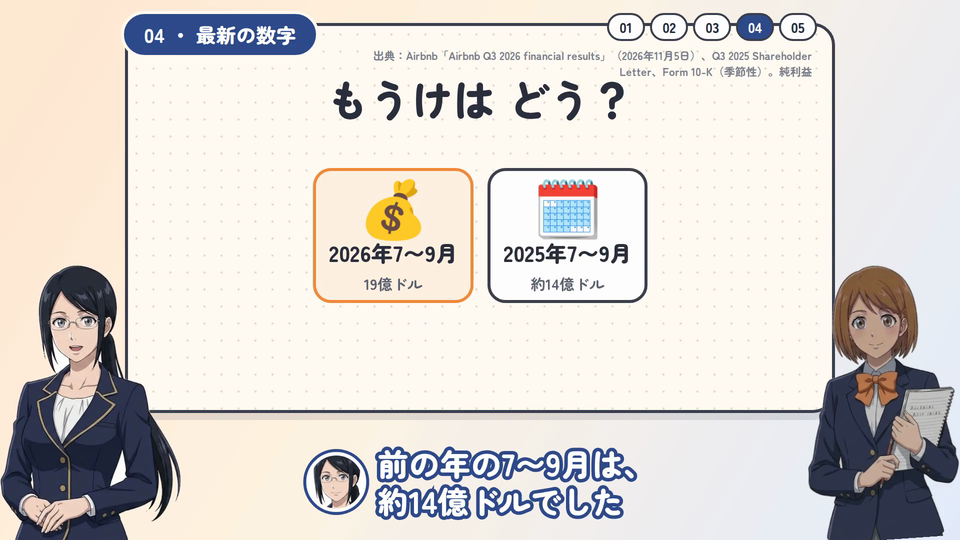 04 ・ 最新の数字
01 02 03 04 05
出典：Airbnb「Airbnb Q3 2026 financial results」（2026年11月5日）、Q3 2025 Shareholder
Letter、Form 10-K（季節性）。純利益
もうけは どう？
2026年7〜9月
19億ドル
2025年7〜9月
約14億ドル
前の年の7〜9月は、
約14億ドルでした